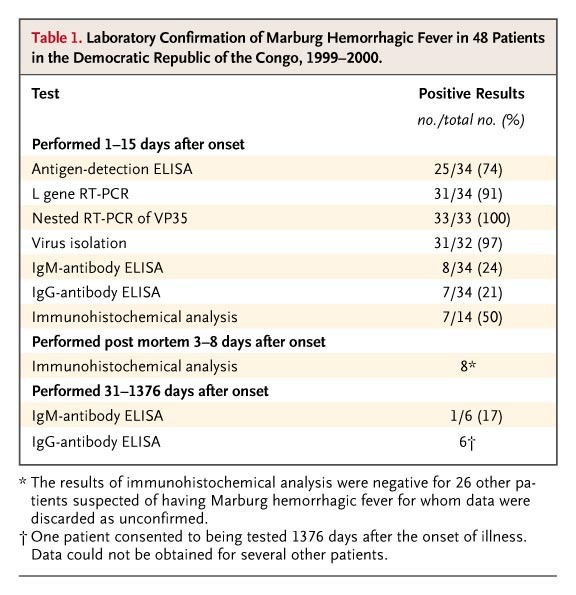 Table 1. Laboratory Confirmation of Marburg Hemorrhagic Fever in 48 Patients
in the Democratic Republic of the Congo, 1999–2000.
Test Positive Results
no./total no. (%)
Performed 1–15 days after onset
Antigen-detection ELISA 25/34 (74)
L gene RT-PCR 31/34 (91)
Nested RT-PCR of VP35 33/33 (100)
Virus isolation 31/32 (97)
IgM-antibody ELISA 8/34 (24)
IgG-antibody ELISA 7/34 (21)
Immunohistochemical analysis 7/14 (50)
Performed post mortem 3–8 days after onset
Immunohistochemical analysis 8*
Performed 31–1376 days after onset
IgM-antibody ELISA 1/6 (17)
IgG-antibody ELISA 6†
* The results of immunohistochemical analysis were negative for 26 other pa-
tients suspected of having Marburg hemorrhagic fever for whom data were
discarded as unconfirmed.
† One patient consented to being tested 1376 days after the onset of illness.
Data could not be obtained for several other patients.